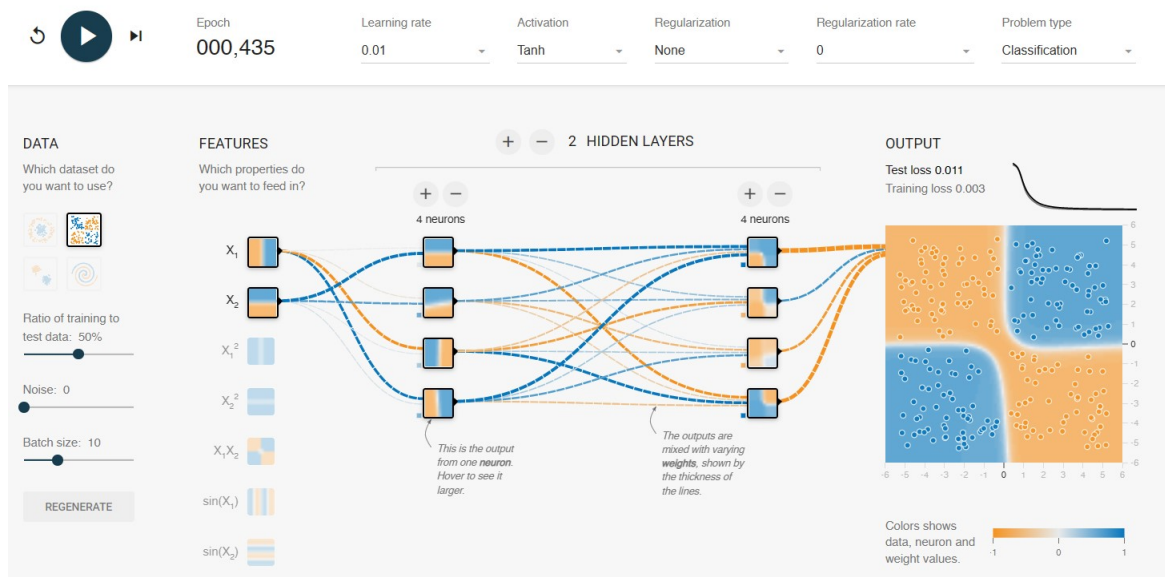 Epoch
000,435
Learning rate
0.01
Activation
Tanh
Regularization
None
Regularization rate
0
Problem type
Classification
DATA
Which dataset do
you want to use?
Ratio of training to
test data: 50%
Noise: 0
Batch size: 10
REGENERATE
FEATURES
Which properties do
you want to feed in?
X₁
X₂
X₁²
X₂²
X₁X₂
sin(X₁)
sin(X₂)
+ − 2 HIDDEN LAYERS
+ −
4 neurons
+ −
4 neurons
This is the output
from one neuron.
Hover to see it
larger.
The outputs are
mixed with varying
weights, shown by
the thickness of
the lines.
OUTPUT
Test loss 0.011
Training loss 0.003
6
5
4
3
2
1
0
-1
-2
-3
-4
-5
-6
-6 -5 -4 -3 -2 -1 0 1 2 3 4 5 6
Colors shows
data, neuron and
weight values.
-1 0 1